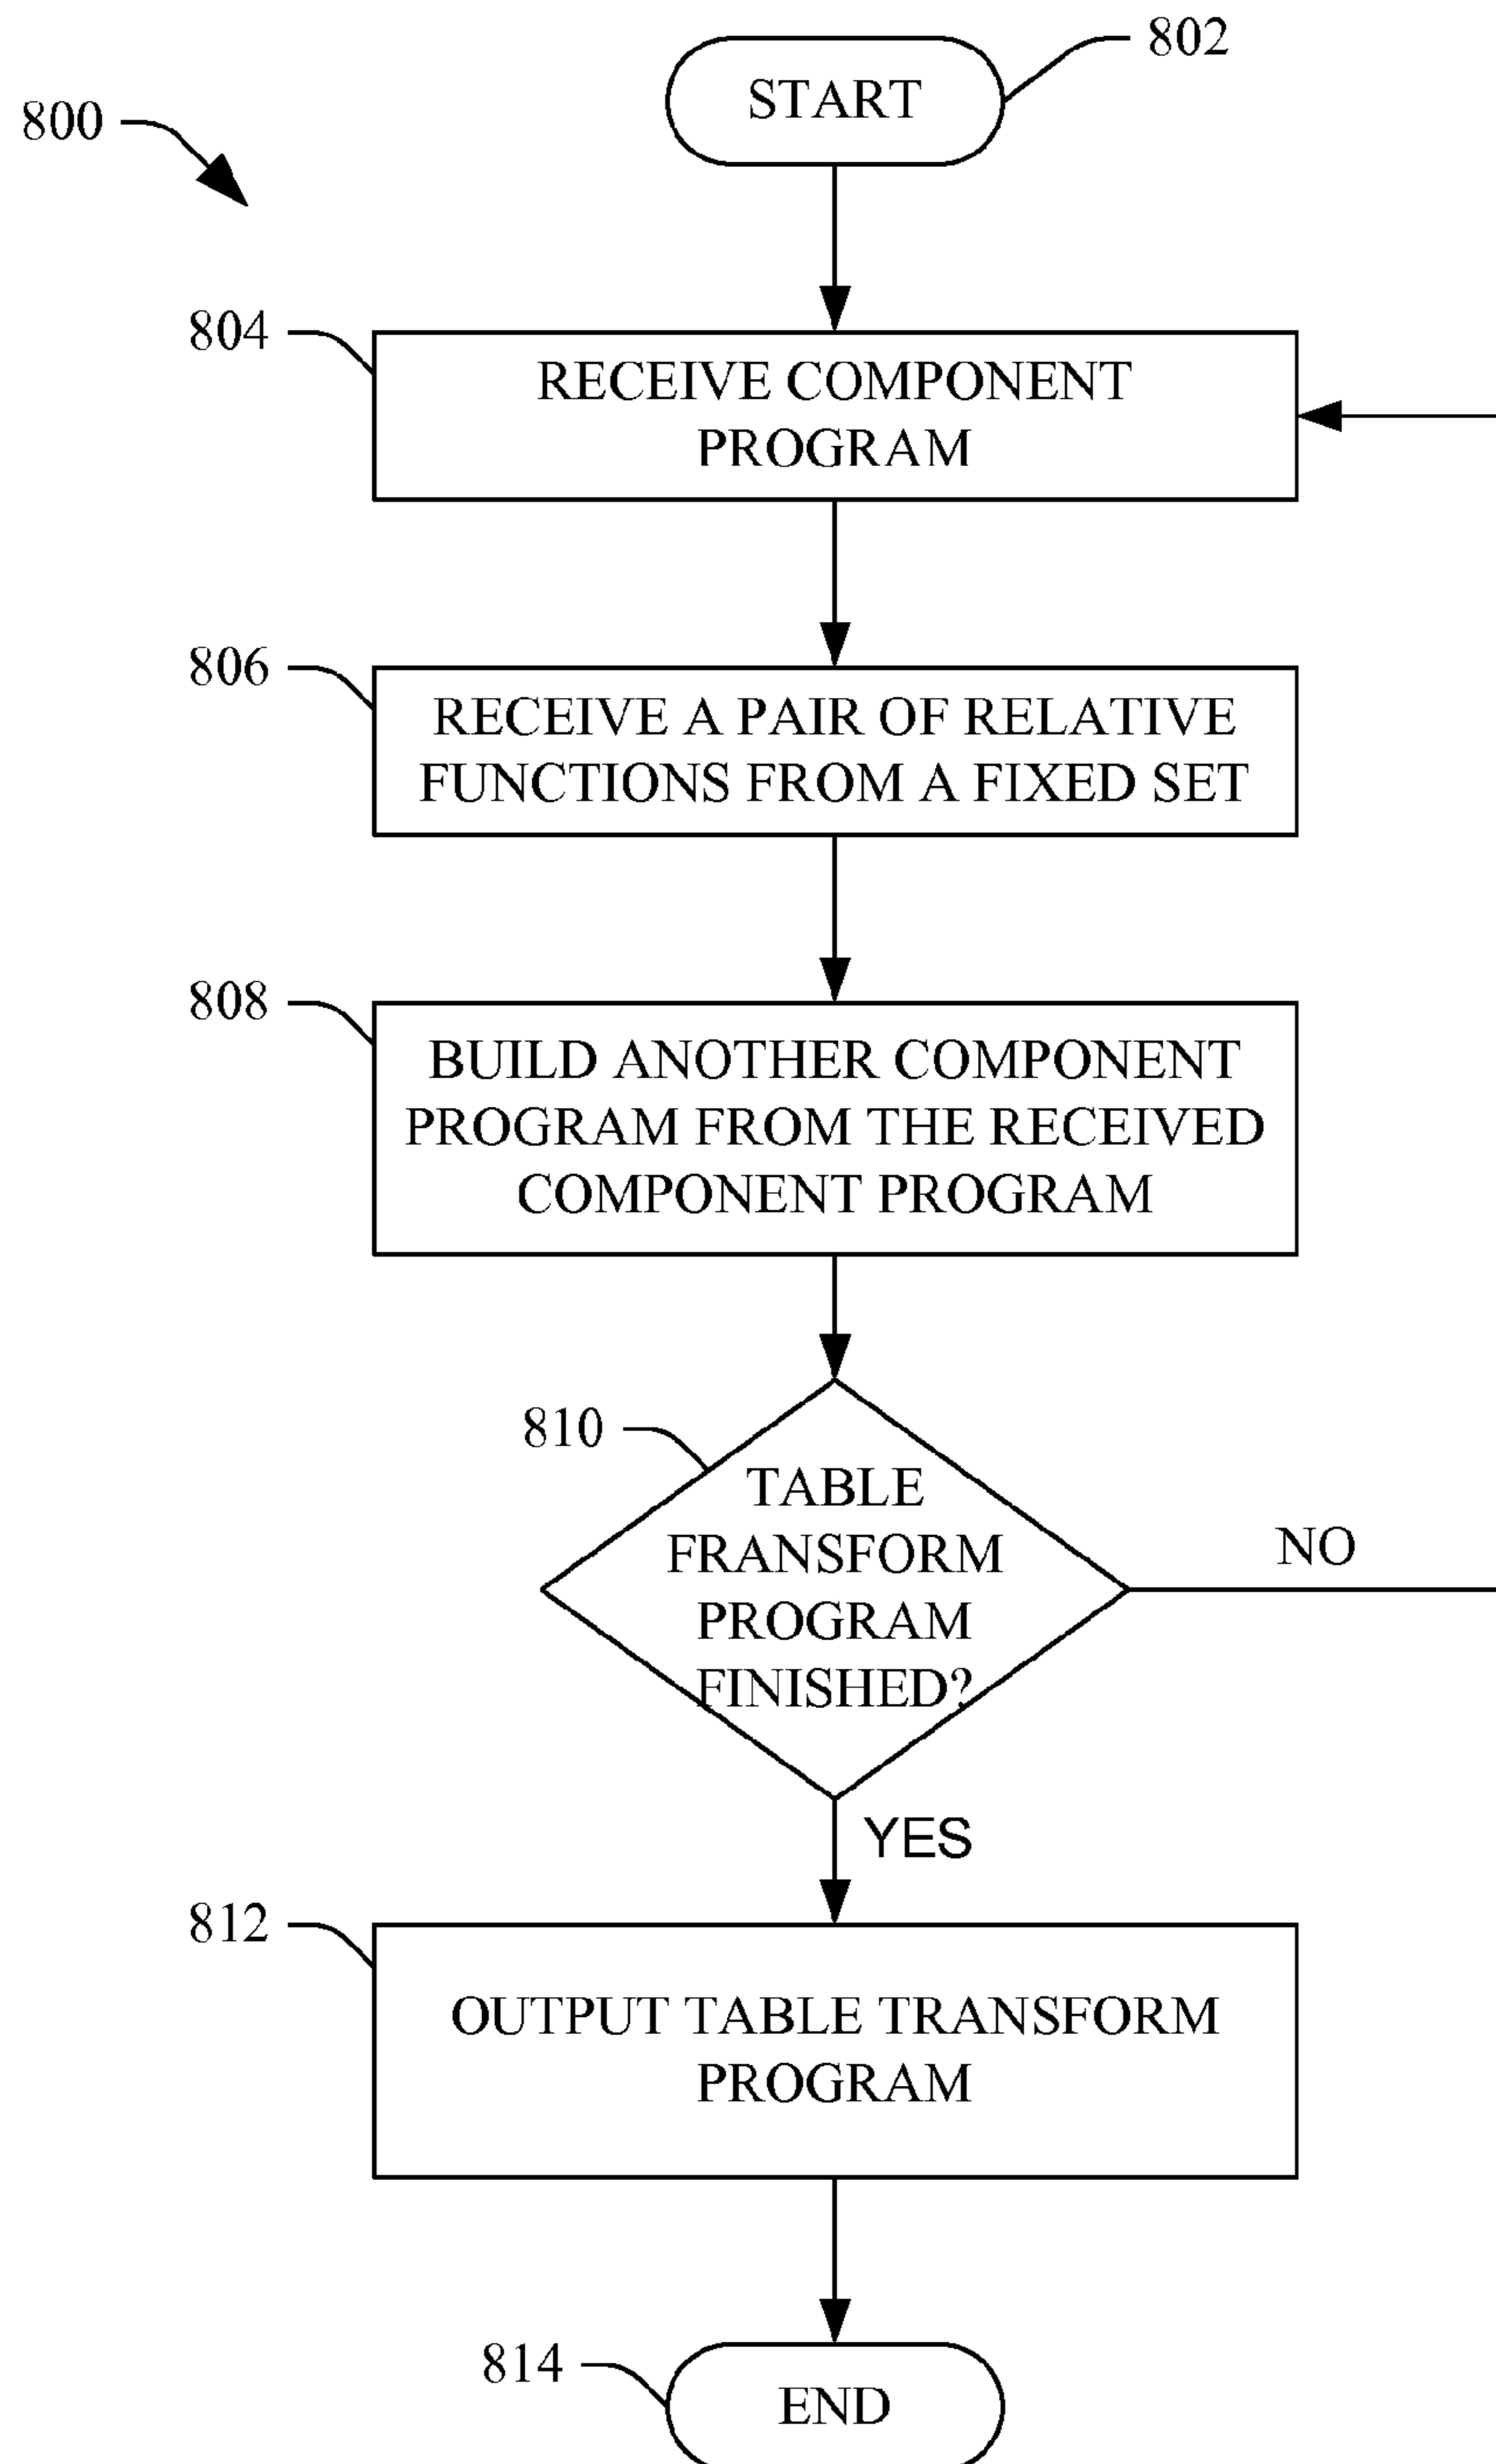 START
802
800
804
RECEIVE COMPONENT
PROGRAM
806
RECEIVE A PAIR OF RELATIVE
FUNCTIONS FROM A FIXED SET
808
BUILD ANOTHER COMPONENT
PROGRAM FROM THE RECEIVED
COMPONENT PROGRAM
810
TABLE
FRANSFORM
PROGRAM
FINISHED?
NO
YES
812
OUTPUT TABLE TRANSFORM
PROGRAM
814
END